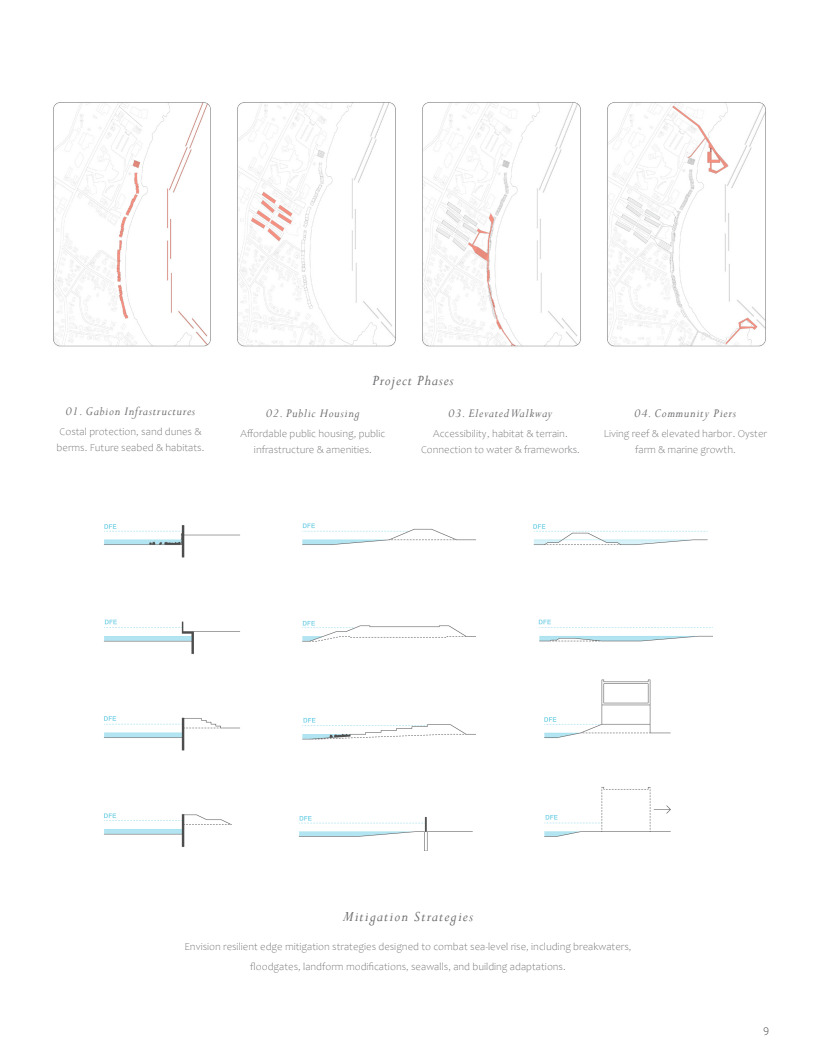 Project Phases
01. Gabion Infrastructures
Costal protection, sand dunes &
berms. Future seabed & habitats.
02. Public Housing
Affordable public housing, public
infrastructure & amenities.
03. Elevated Walkway
Accessibility, habitat & terrain.
Connection to water & frameworks.
04. Community Piers
Living reef & elevated harbor. Oyster
farm & marine growth.
DFE
DFE
DFE
DFE
DFE
DFE
DFE
DFE
DFE
DFE
DFE
DFE
Mitigation Strategies
Envision resilient edge mitigation strategies designed to combat sea-level rise, including breakwaters,
floodgates, landform modifications, seawalls, and building adaptations.
9